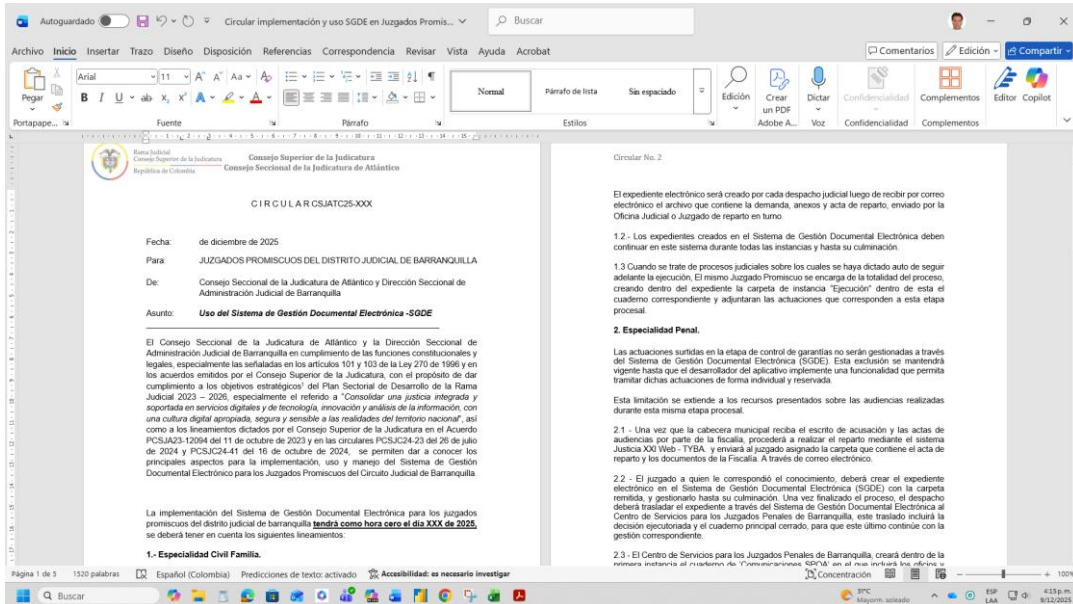 Autoguardado
Circular implementación y uso SGDE en Juzgados Promis...
Buscar
Archivo Inicio Insertar Trazo Diseño Disposición Referencias Correspondencia Revisar Vista Ayuda Acrobat
Comentarios
Edición
Compartir
Pegar
Arial
11
Normal
Párrafo de lista
Sin espaciado
Edición
Crear un PDF
Dictar
Confidencialidad
Complementos
Editor
Copilot
Portapape...
Fuente
Párrafo
Estilos
Adobe A...
Voz
Confidencialidad
Complementos
Rama Judicial
Consejo Superior de la Judicatura
República de Colombia
Consejo Superior de la Judicatura
Consejo Seccional de la Judicatura de Atlántico
C I R C U L A R CSJATC25-XXX
Fecha: de diciembre de 2025
Para: JUZGADOS PROMISCUOS DEL DISTRITO JUDICIAL DE BARRANQUILLA
De: Consejo Seccional de la Judicatura de Atlántico y Dirección Seccional de
Administración Judicial de Barranquilla
Asunto: Uso del Sistema de Gestión Documental Electrónica -SGDE
El Consejo Seccional de la Judicatura de Atlántico y la Dirección Seccional de
Administración Judicial de Barranquilla en cumplimiento de las funciones constitucionales y
legales, especialmente las señaladas en los artículos 101 y 103 de la Ley 270 de 1996 y en
los acuerdos emitidos por el Consejo Superior de la Judicatura, con el propósito de dar
cumplimiento a los objetivos estratégicos¹ del Plan Sectorial de Desarrollo de la Rama
Judicial 2023 – 2026, especialmente el referido a "Consolidar una justicia integrada y
soportada en servicios digitales y de tecnología, innovación y análisis de la información, con
una cultura digital apropiada, segura y sensible a las realidades del territorio nacional", así
como a los lineamientos dictados por el Consejo Superior de la Judicatura en el Acuerdo
PCSJA23-12094 del 11 de octubre de 2023 y en las circulares PCSJC24-23 del 26 de julio
de 2024 y PCSJC24-41 del 16 de octubre de 2024, se permiten dar a conocer los
principales aspectos para la implementación, uso y manejo del Sistema de Gestión
Documental Electrónico para los Juzgados Promiscuos del Circuito Judicial de Barranquilla.
La implementación del Sistema de Gestión Documental Electrónica para los juzgados
promiscuos del distrito judicial de barranquilla tendrá como hora cero el día XXX de 2025,
se deberá tener en cuenta los siguientes lineamientos:
1.- Especialidad Civil Familia.
Circular No. 2
El expediente electrónico será creado por cada despacho judicial luego de recibir por correo
electrónico el archivo que contiene la demanda, anexos y acta de reparto, enviado por la
Oficina Judicial o Juzgado de reparto en turno.
1.2.- Los expedientes creados en el Sistema de Gestión Documental Electrónica deben
continuar en este sistema durante todas las instancias y hasta su culminación.
1.3 Cuando se trate de procesos judiciales sobre los cuales se haya dictado auto de seguir
adelante la ejecución, El mismo Juzgado Promiscuo se encarga de la totalidad del proceso,
creando dentro del expediente la carpeta de instancia "Ejecución" dentro de esta el
cuaderno correspondiente y adjuntaran las actuaciones que corresponden a esta etapa
procesal.
2. Especialidad Penal.
Las actuaciones surtidas en la etapa de control de garantías no serán gestionadas a través
del Sistema de Gestión Documental Electrónica (SGDE). Esta exclusión se mantendrá
vigente hasta que el desarrollador del aplicativo implemente una funcionalidad que permita
tramitar dichas actuaciones de forma individual y reservada.
Esta limitación se extiende a los recursos presentados sobre las audiencias realizadas
durante esta misma etapa procesal.
2.1 - Una vez que la cabecera municipal reciba el escrito de acusación y las actas de
audiencias por parte de la fiscalía, procederá a realizar el reparto mediante el sistema
Justicia XXI Web - TYBA. y enviará al juzgado asignado la carpeta que contiene el acta de
reparto y los documentos de la Fiscalía. A través de correo electrónico.
2.2 - El juzgado a quien le correspondió el conocimiento, deberá crear el expediente
electrónico en el Sistema de Gestión Documental Electrónica (SGDE) con la carpeta
remitida, y gestionarlo hasta su culminación. Una vez finalizado el proceso, el despacho
deberá trasladar el expediente a través del Sistema de Gestión Documental Electrónica al
Centro de Servicios para los Juzgados Penales de Barranquilla, este traslado incluirá la
decisión ejecutoriada y el cuaderno principal cerrado, para que este último continúe con la
gestión correspondiente.
2.3 - El Centro de Servicios para los Juzgados Penales de Barranquilla, creará dentro de la
primera instancia el cuaderno de "Comunicaciones SPOA" en el que incluirá los oficios y
Página 1 de 5 1520 palabras Español (Colombia) Predicciones de texto: activado Accesibilidad: es necesario investigar
Concentración
100%
Buscar
31°C
Mayorm. soleado
ESP
LAA
4:15 p.m.
9/12/2025